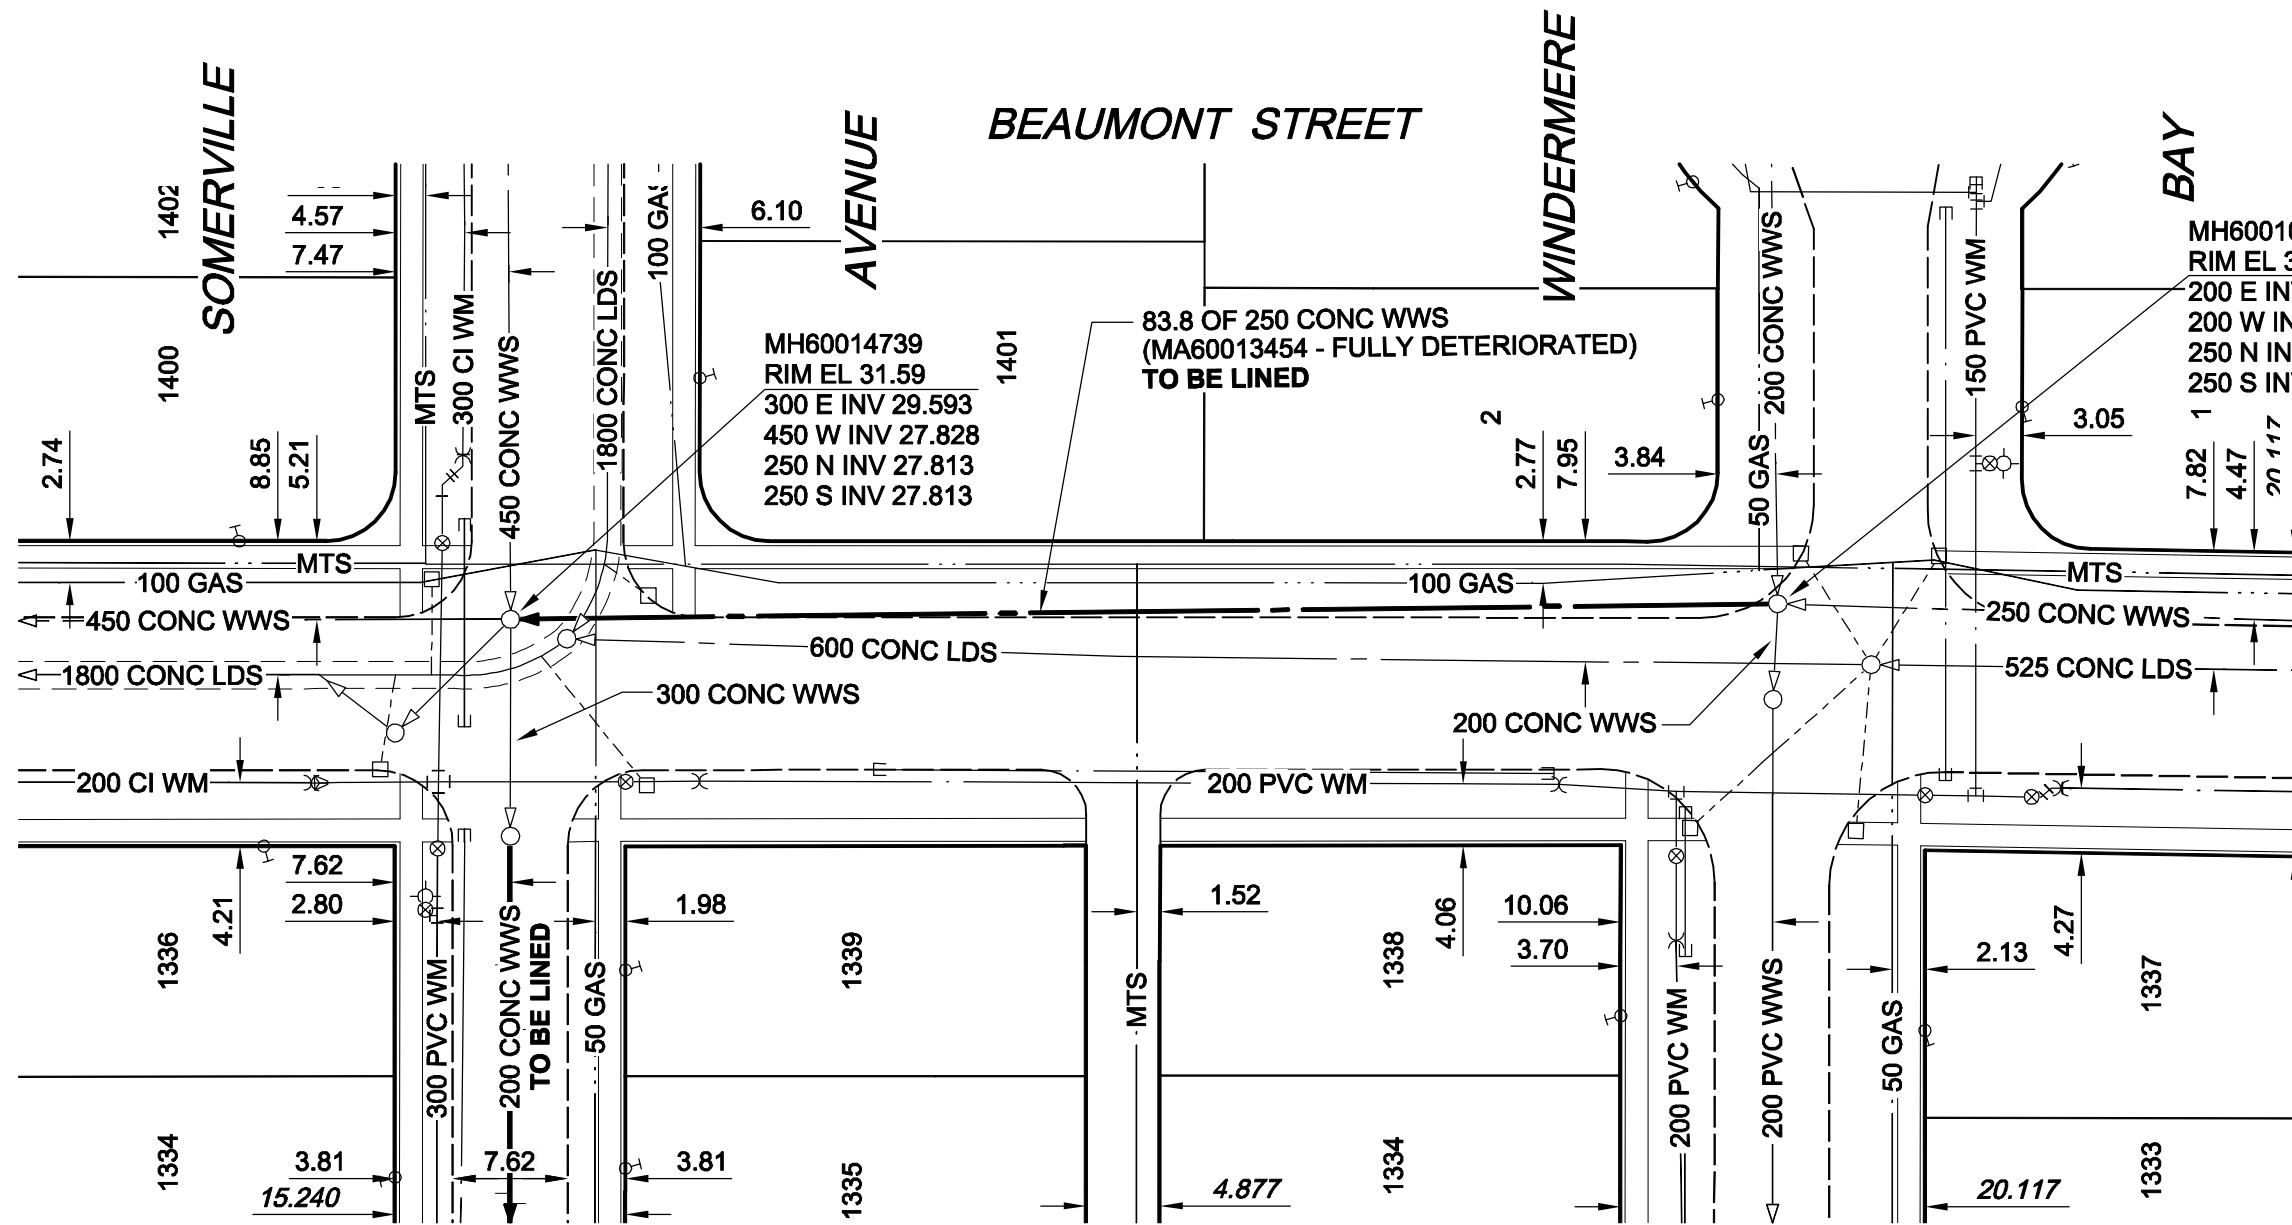 BEAUMONT STREET
SOMERVILLE
AVENUE
WINDERMERE
BAY
1402
4.57
7.47
6.10
1400
MTS
300 CI WM
450 CONC WWS
1800 CONC LDS
100 GAS
MH60014739
RIM EL 31.59
300 E INV 29.593
450 W INV 27.828
250 N INV 27.813
250 S INV 27.813
1401
83.8 OF 250 CONC WWS
(MA60013454 - FULLY DETERIORATED)
TO BE LINED
200 CONC WWS
50 GAS
150 PVC WM
RIM EL
200 E
200 W
250 N
250 S
2
1
2.74
8.85
5.21
2.77
7.95
3.84
3.05
7.82
4.47
20.117
MTS
100 GAS
100 GAS
MTS
450 CONC WWS
250 CONC WWS
600 CONC LDS
1800 CONC LDS
525 CONC LDS
300 CONC WWS
200 CONC WWS
200 CI WM
200 PVC WM
7.62
2.80
4.21
1.98
1.52
4.06
10.06
3.70
2.13
4.27
1336
300 PVC WM
200 CONC WWS
TO BE LINED
50 GAS
1339
MTS
1338
200 PVC WM
200 PVC WWS
50 GAS
1337
1334
3.81
7.62
3.81
15.240
1335
4.877
1334
20.117
1333